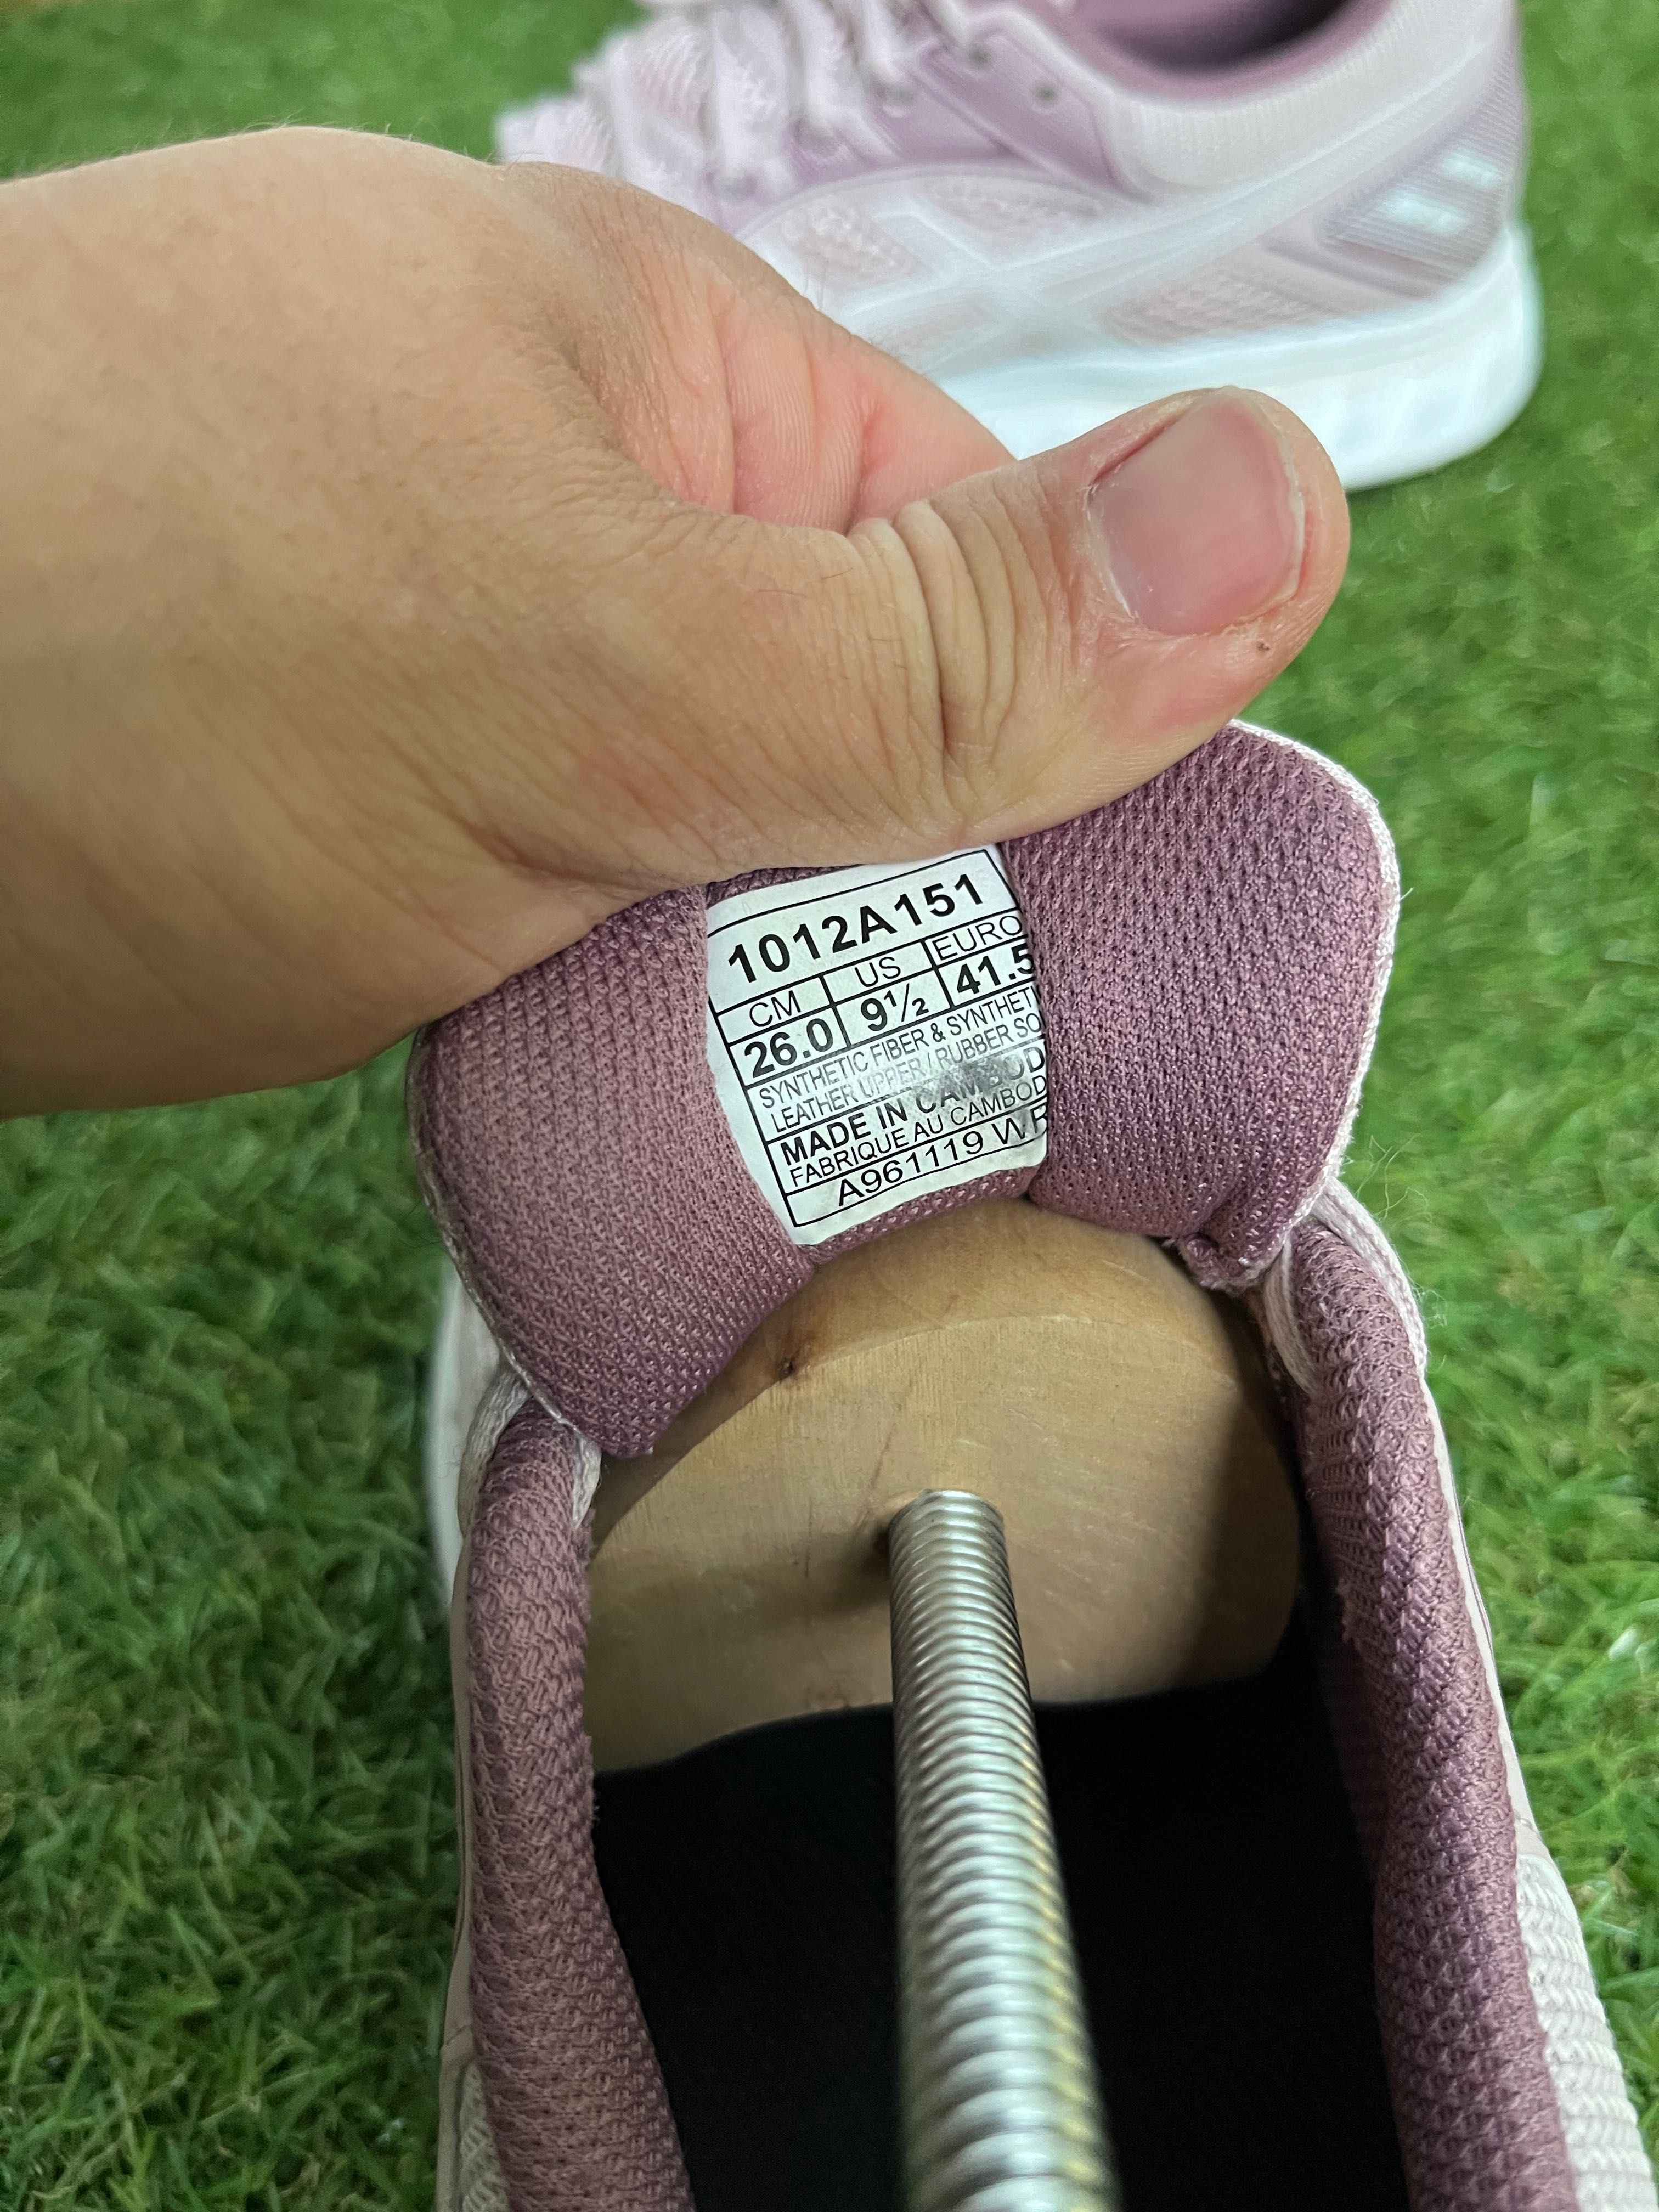 1012A151
CM US EURO
26.0 9½ 41.5
SYNTHETIC FIBER & SYNTHETI
LEATHER UPPER / RUBBER SO
MADE IN CAMBOD
FABRIQUE AU CAMBOD
A961119 W F